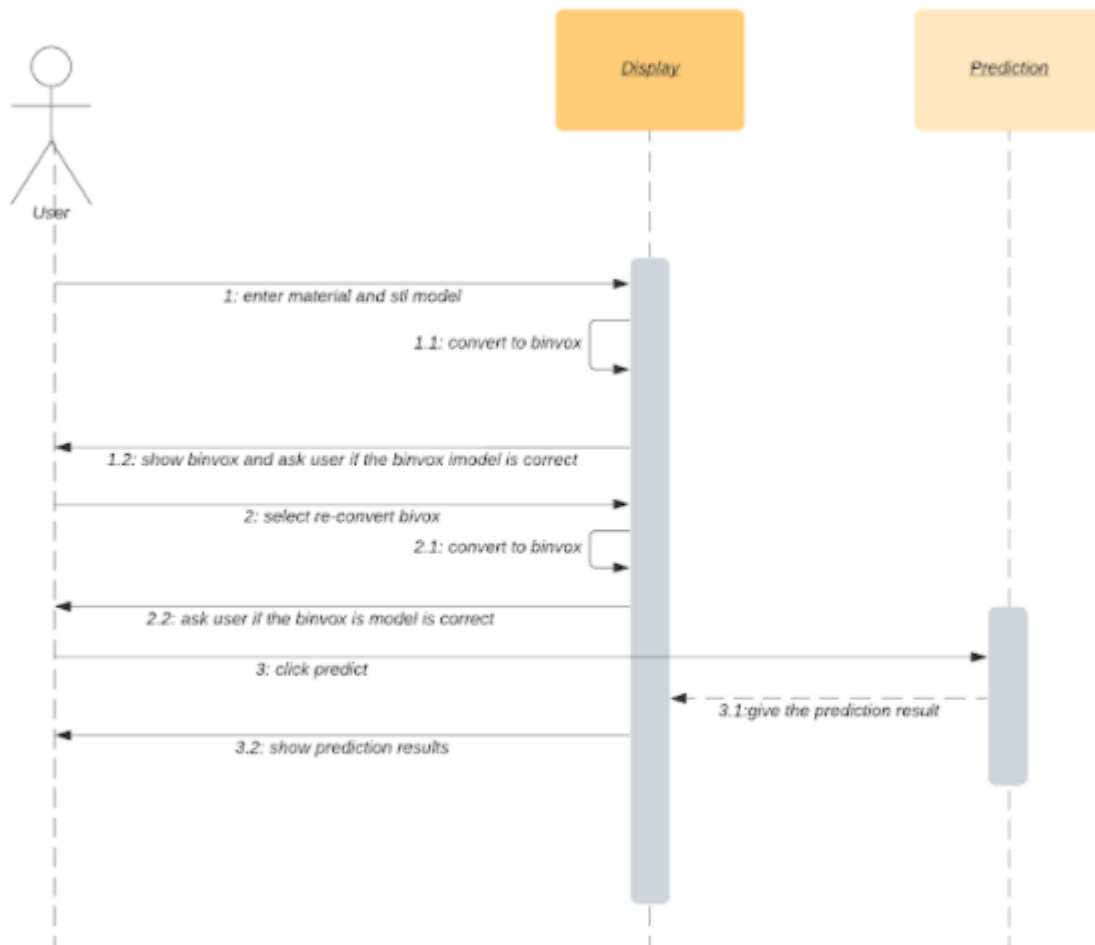 Display
Prediction
User
1: enter material and stl model
1.1: convert to binvox
1.2: show binvox and ask user if the binvox imodel is correct
2: select re-convert bivox
2.1: convert to binvox
2.2: ask user if the binvox is model is correct
3: click predict
3.1:give the prediction result
3.2: show prediction results